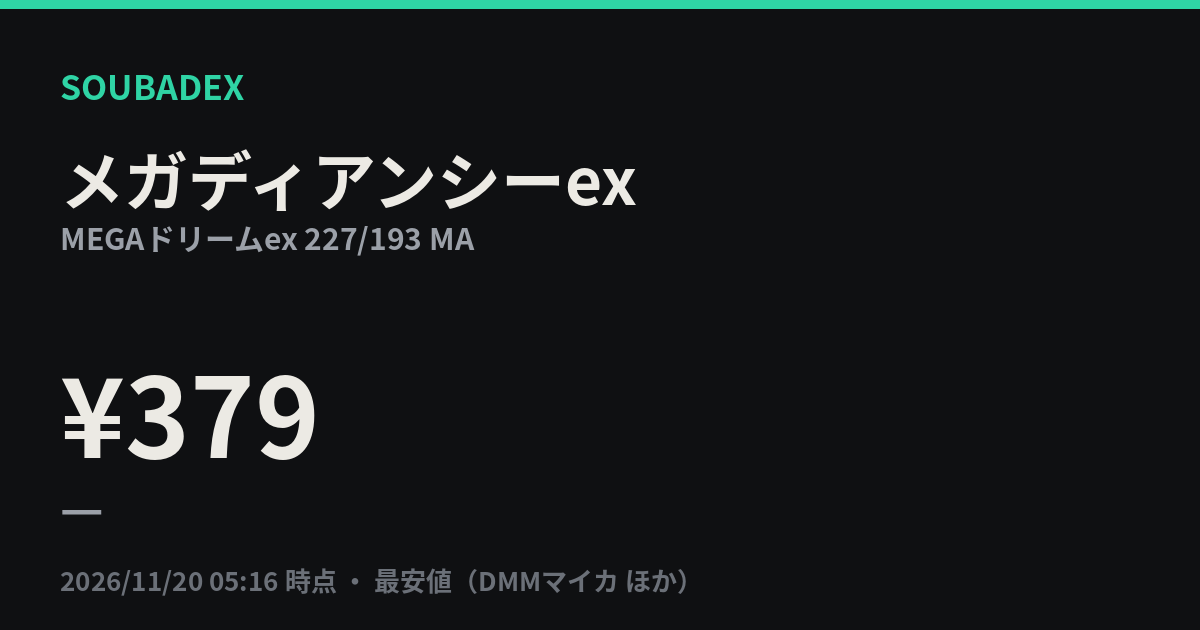 SOUBADEX
メガディアンシーex
MEGAドリームex 227/193 MA
¥379
—
2026/11/20 05:16 時点 ・ 最安値（DMMマイカ ほか）